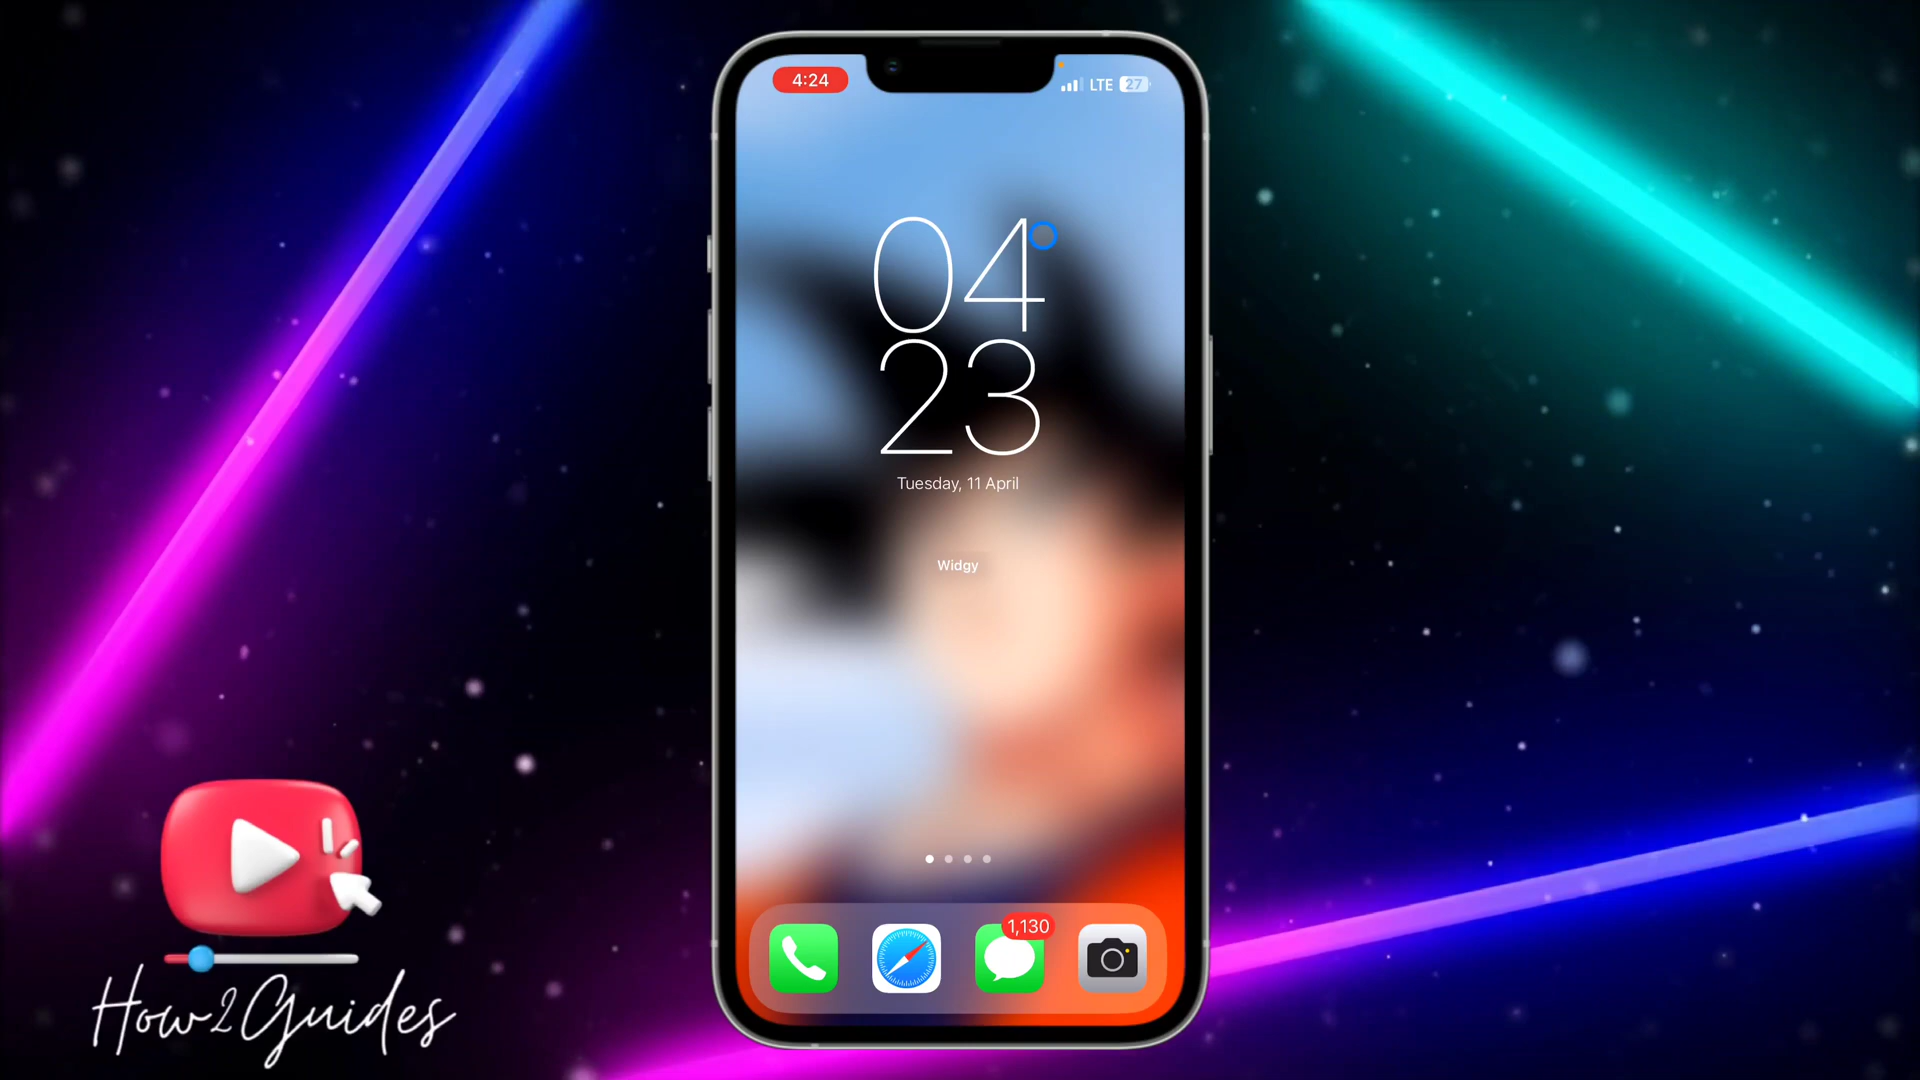 4:24
LTE 27
04
23
Tuesday, 11 April
Widgy
1,130
How2Guides